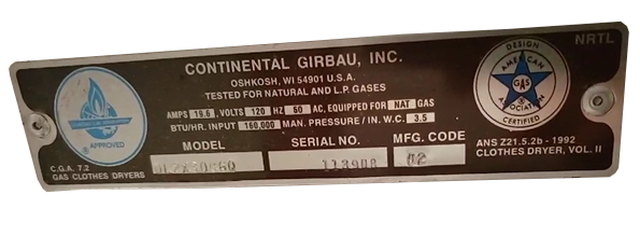 NRTL
CONTINENTAL GIRBAU, INC.
OSHKOSH, WI 54901 U.S.A.
TESTED FOR NATURAL AND L.P. GASES
AMPS 19.6, VOLTS 120 HZ 60 AC, EQUIPPED FOR NAT GAS
BTU/HR. INPUT 160,000 MAN. PRESSURE / IN. W.C. 3.5
MODEL SERIAL NO. MFG. CODE
113908
® APPROVED
C.G.A. 7.2
GAS CLOTHES DRYERS
DESIGN
AMERICAN
GAS
ASSOCIATION
CERTIFIED
ANS Z21.5.2b - 1992
CLOTHES DRYER, VOL. II